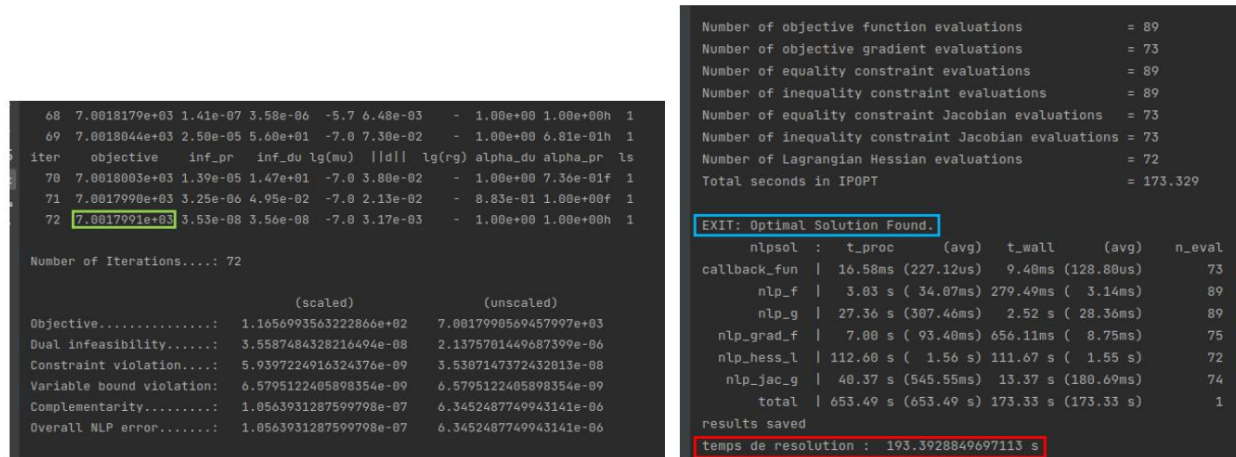 68 7.0018179e+03 1.41e-07 3.58e-06 -5.7 6.48e-03 - 1.00e+00 1.00e+00h 1
69 7.0018044e+03 2.50e-05 5.60e+01 -7.0 7.30e-02 - 1.00e+00 6.81e-01h 1
iter objective inf_pr inf_du lg(mu) ||d|| lg(rg) alpha_du alpha_pr ls
70 7.0018003e+03 1.39e-05 1.47e+01 -7.0 3.80e-02 - 1.00e+00 7.36e-01f 1
71 7.0017990e+03 3.25e-06 4.95e-02 -7.0 2.13e-02 - 8.83e-01 1.00e+00f 1
72 7.0017991e+03 3.53e-08 3.56e-08 -7.0 3.17e-03 - 1.00e+00 1.00e+00h 1
Number of Iterations....: 72
(scaled) (unscaled)
Objective...............: 1.1656993563222866e+02 7.0017990569457997e+03
Dual infeasibility......: 3.5587484328216494e-08 2.1375701449687399e-06
Constraint violation....: 5.9397224916324376e-09 3.5307147372432013e-08
Variable bound violation: 6.5795122405898354e-09 6.5795122405898354e-09
Complementarity.........: 1.0563931287599798e-07 6.3452487749943141e-06
Overall NLP error.......: 1.0563931287599798e-07 6.3452487749943141e-06
Number of objective function evaluations = 89
Number of objective gradient evaluations = 73
Number of equality constraint evaluations = 89
Number of inequality constraint evaluations = 89
Number of equality constraint Jacobian evaluations = 73
Number of inequality constraint Jacobian evaluations = 73
Number of Lagrangian Hessian evaluations = 72
Total seconds in IPOPT = 173.329
EXIT: Optimal Solution Found.
nlpsol : t_proc (avg) t_wall (avg) n_eval
callback_fun | 16.58ms (227.12us) 9.40ms (128.80us) 73
nlp_f | 3.03 s ( 34.07ms) 279.49ms ( 3.14ms) 89
nlp_g | 27.36 s (307.46ms) 2.52 s ( 28.36ms) 89
nlp_grad_f | 7.00 s ( 93.40ms) 656.11ms ( 8.75ms) 75
nlp_hess_l | 112.60 s ( 1.56 s) 111.67 s ( 1.55 s) 72
nlp_jac_g | 40.37 s (545.55ms) 13.37 s (180.69ms) 74
total | 653.49 s (653.49 s) 173.33 s (173.33 s) 1
results saved
temps de resolution : 193.3928849697113 s